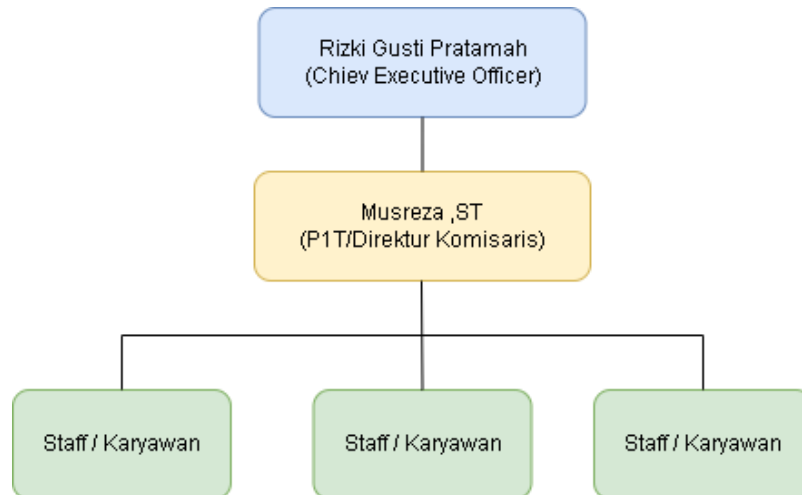 Rizki Gusti Pratamah
(Chiev Executive Officer)
Musreza ,ST
(P1T/Direktur Komisaris)
Staff / Karyawan
Staff / Karyawan
Staff / Karyawan